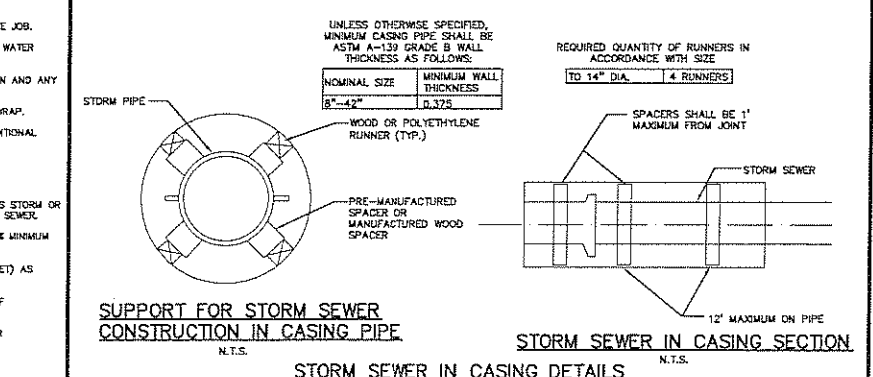 E JOB.
WATER
N AND ANY
WRAP.
S STORM OR
SEWER.
MINIMUM
ET) AS
UNLESS OTHERWISE SPECIFIED,
MINIMUM CASING PIPE SHALL BE
ASTM A-139 GRADE B WALL
THICKNESS AS FOLLOWS:
NOMINAL SIZE
MINIMUM WALL
THICKNESS
8"-42"
0.375
STORM PIPE
WOOD OR POLYETHYLENE
RUNNER (TYP.)
PRE-MANUFACTURED
SPACER OR
MANUFACTURED WOOD
SPACER
SUPPORT FOR STORM SEWER
CONSTRUCTION IN CASING PIPE
N.T.S.
REQUIRED QUANTITY OF RUNNERS IN
ACCORDANCE WITH SIZE
TO 14" DIA.
4 RUNNERS
SPACERS SHALL BE 1'
MAXIMUM FROM JOINT
STORM SEWER
12' MAXIMUM ON PIPE
STORM SEWER IN CASING SECTION
N.T.S.
STORM SEWER IN CASING DETAILS